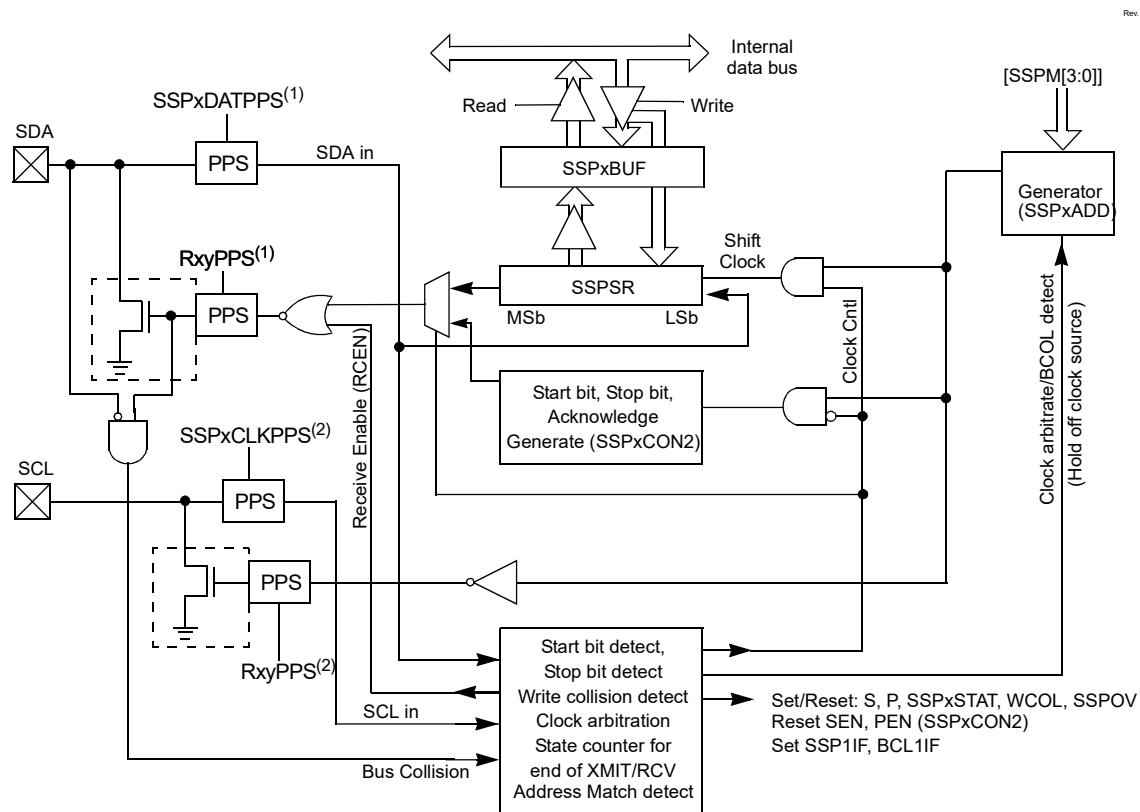 Rev.
Internal
data bus
[SSPM[3:0]]
Read
Write
SSPxDATPPS(1)
SDA
PPS
SDA in
SSPxBUF
Generator
(SSPxADD)
RxyPPS(1)
Shift
Clock
PPS
SSPSR
MSb
LSb
Clock Cntl
Receive Enable (RCEN)
Start bit, Stop bit,
Acknowledge
Generate (SSPxCON2)
Clock arbitrate/BCOL detect
(Hold off clock source)
SSPxCLKPPS(2)
SCL
PPS
PPS
RxyPPS(2)
SCL in
Bus Collision
Start bit detect,
Stop bit detect
Write collision detect
Clock arbitration
State counter for
end of XMIT/RCV
Address Match detect
Set/Reset: S, P, SSPxSTAT, WCOL, SSPOV
Reset SEN, PEN (SSPxCON2)
Set SSP1IF, BCL1IF